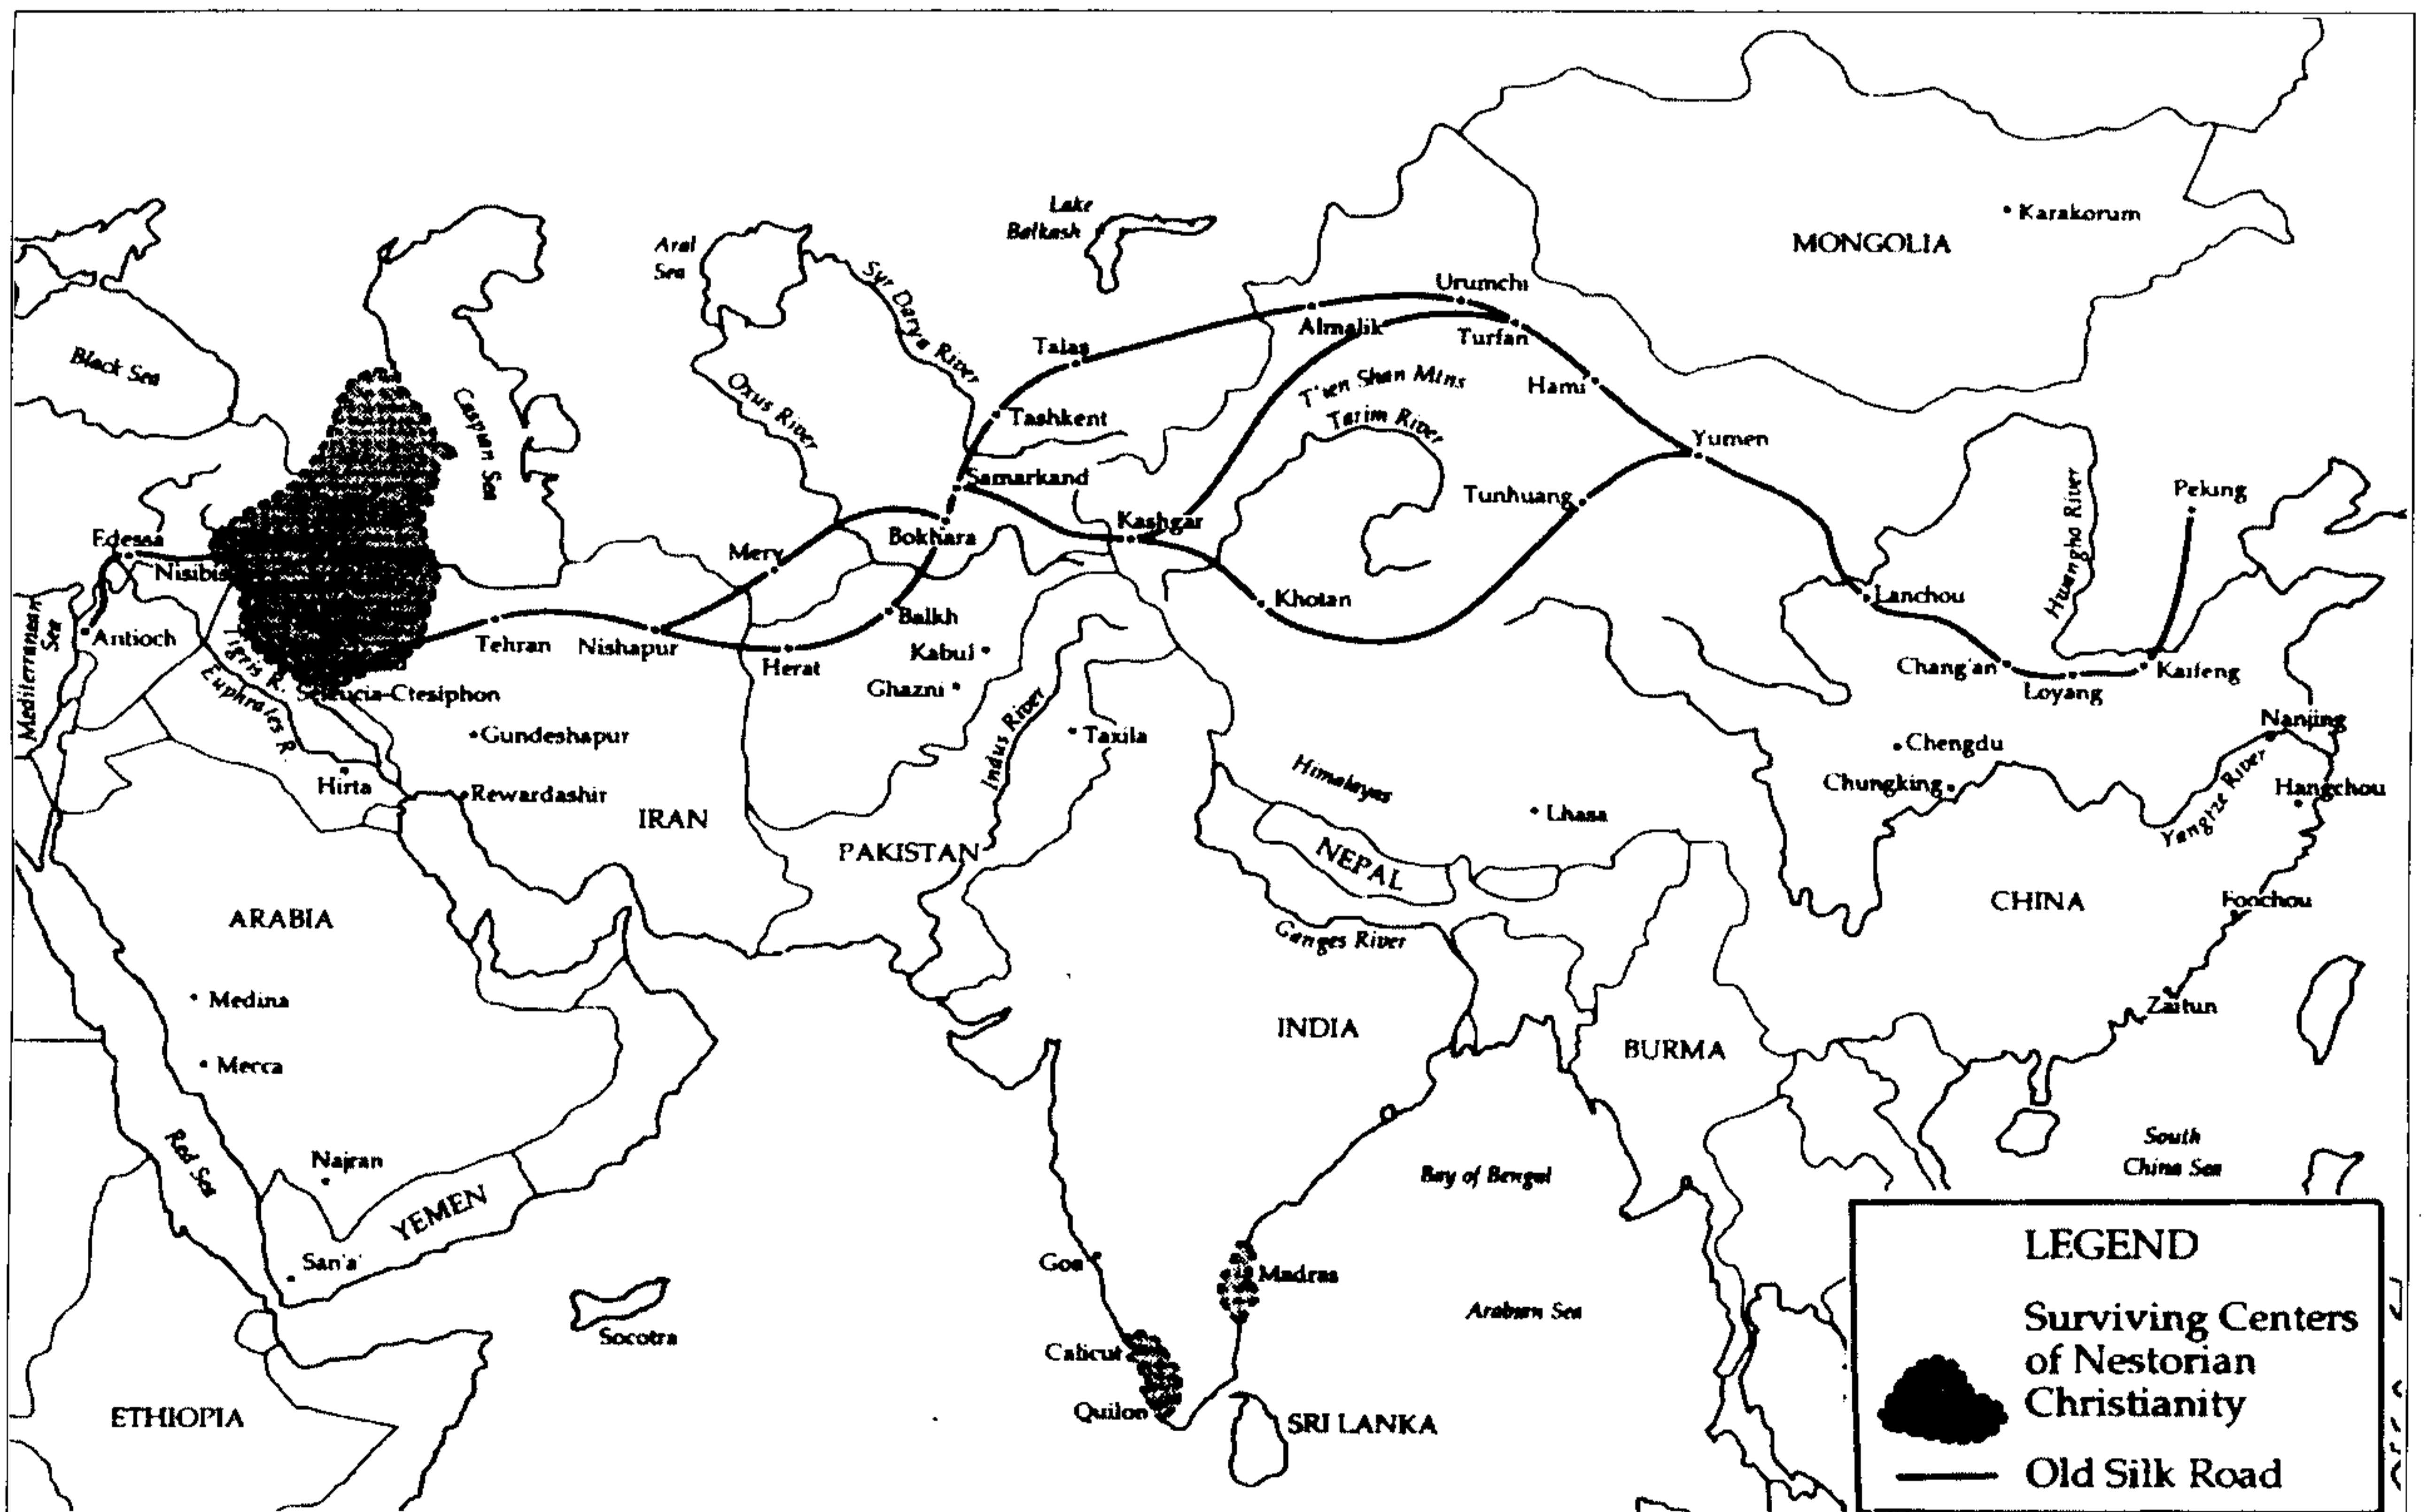 Lake
Balkash
Aral
Sea
Karakorum
MONGOLIA
Syr Darya River
Urumchi
Almalik
Turfan
Talas
Black Sea
Caspian Sea
Oxus River
T'ien Shan Mtns
Hami
Tashkent
Tarim River
Yumen
Samarkand
Tunhuang
Huangho River
Peking
Edessa
Nisibis
Merv
Bokhara
Kashgar
Khotan
Lanchou
Mediterranean
Sea
Antioch
Tehran
Nishapur
Herat
Balkh
Kabul
Ghazni
Chang'an
Loyang
Kaifeng
Tigris R.
Euphrates R.
Seleucia-Ctesiphon
Gundeshapur
Indus River
Taxila
Nanjing
Chengdu
Hirta
Rewardashir
IRAN
Himalayas
Lhasa
Chungking
Yangtze River
Hangchou
PAKISTAN
NEPAL
ARABIA
CHINA
Foochou
Ganges River
Medina
Zaitun
INDIA
BURMA
Mecca
Red Sea
Najran
YEMEN
San'a'
Bay of Bengal
South
China Sea
Goa
Madras
Arabian Sea
Socotra
Calicut
Quilon
SRI LANKA
ETHIOPIA
LEGEND
Surviving Centers
of Nestorian
Christianity
Old Silk Road